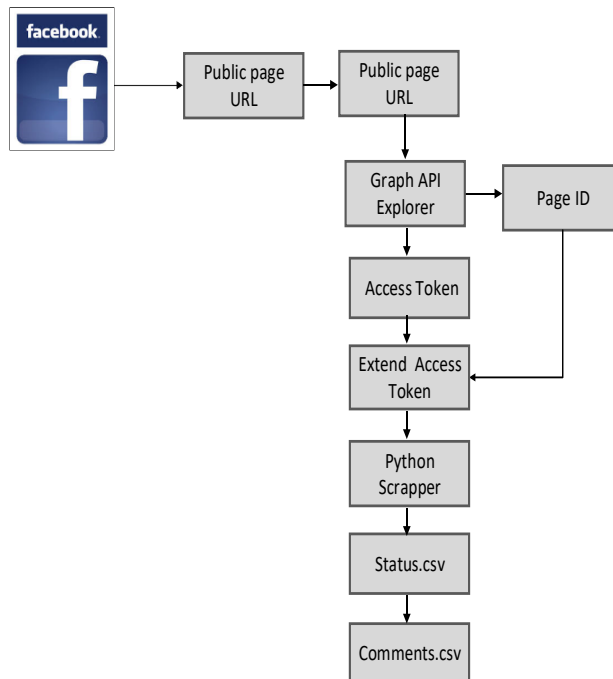 facebook
f
Public page
URL
Public page
URL
Graph API
Explorer
Page ID
Access Token
Extend Access
Token
Python
Scrapper
Status.csv
Comments.csv